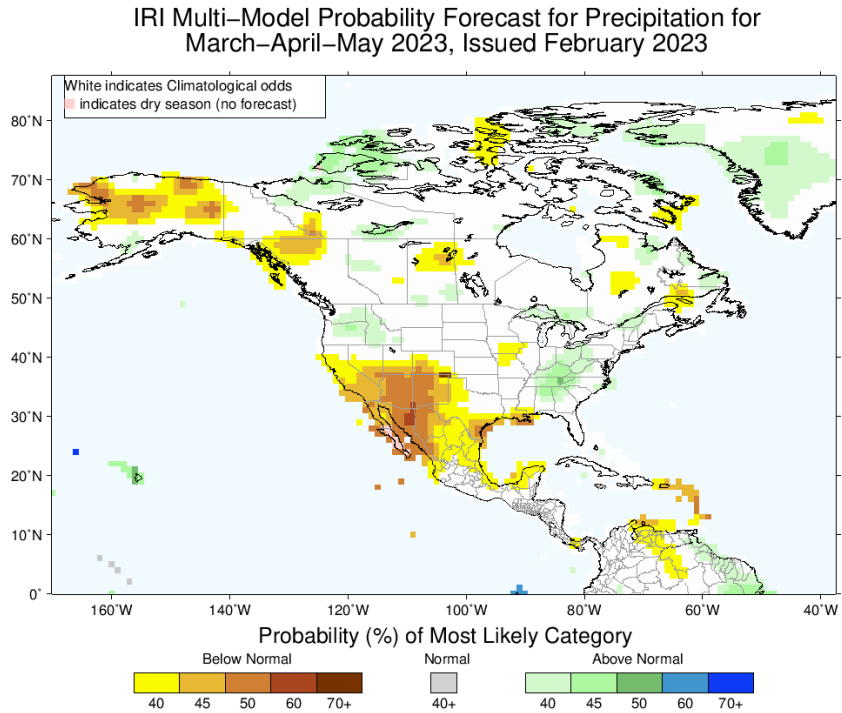 IRI Multi−Model Probability Forecast for Precipitation for
March−April−May 2023, Issued February 2023
White indicates Climatological odds
indicates dry season (no forecast)
80˚N
70˚N
60˚N
50˚N
40˚N
30˚N
20˚N
10˚N
0˚
160˚W 140˚W 120˚W 100˚W 80˚W 60˚W 40˚W
Probability (%) of Most Likely Category
Below Normal Normal Above Normal
40 45 50 60 70+ 40+ 40 45 50 60 70+